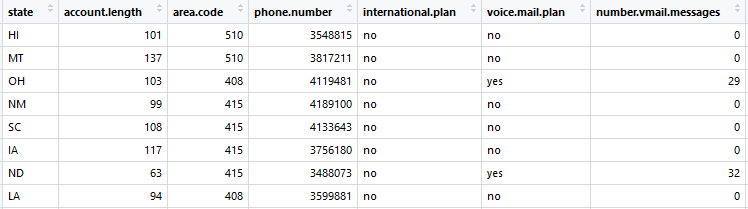 state account.length area.code phone.number international.plan voice.mail.plan number.vmail.messages
HI 101 510 3548815 no no 0
MT 137 510 3817211 no no 0
OH 103 408 4119481 no yes 29
NM 99 415 4189100 no no 0
SC 108 415 4133643 no no 0
IA 117 415 3756180 no no 0
ND 63 415 3488073 no yes 32
LA 94 408 3599881 no no 0